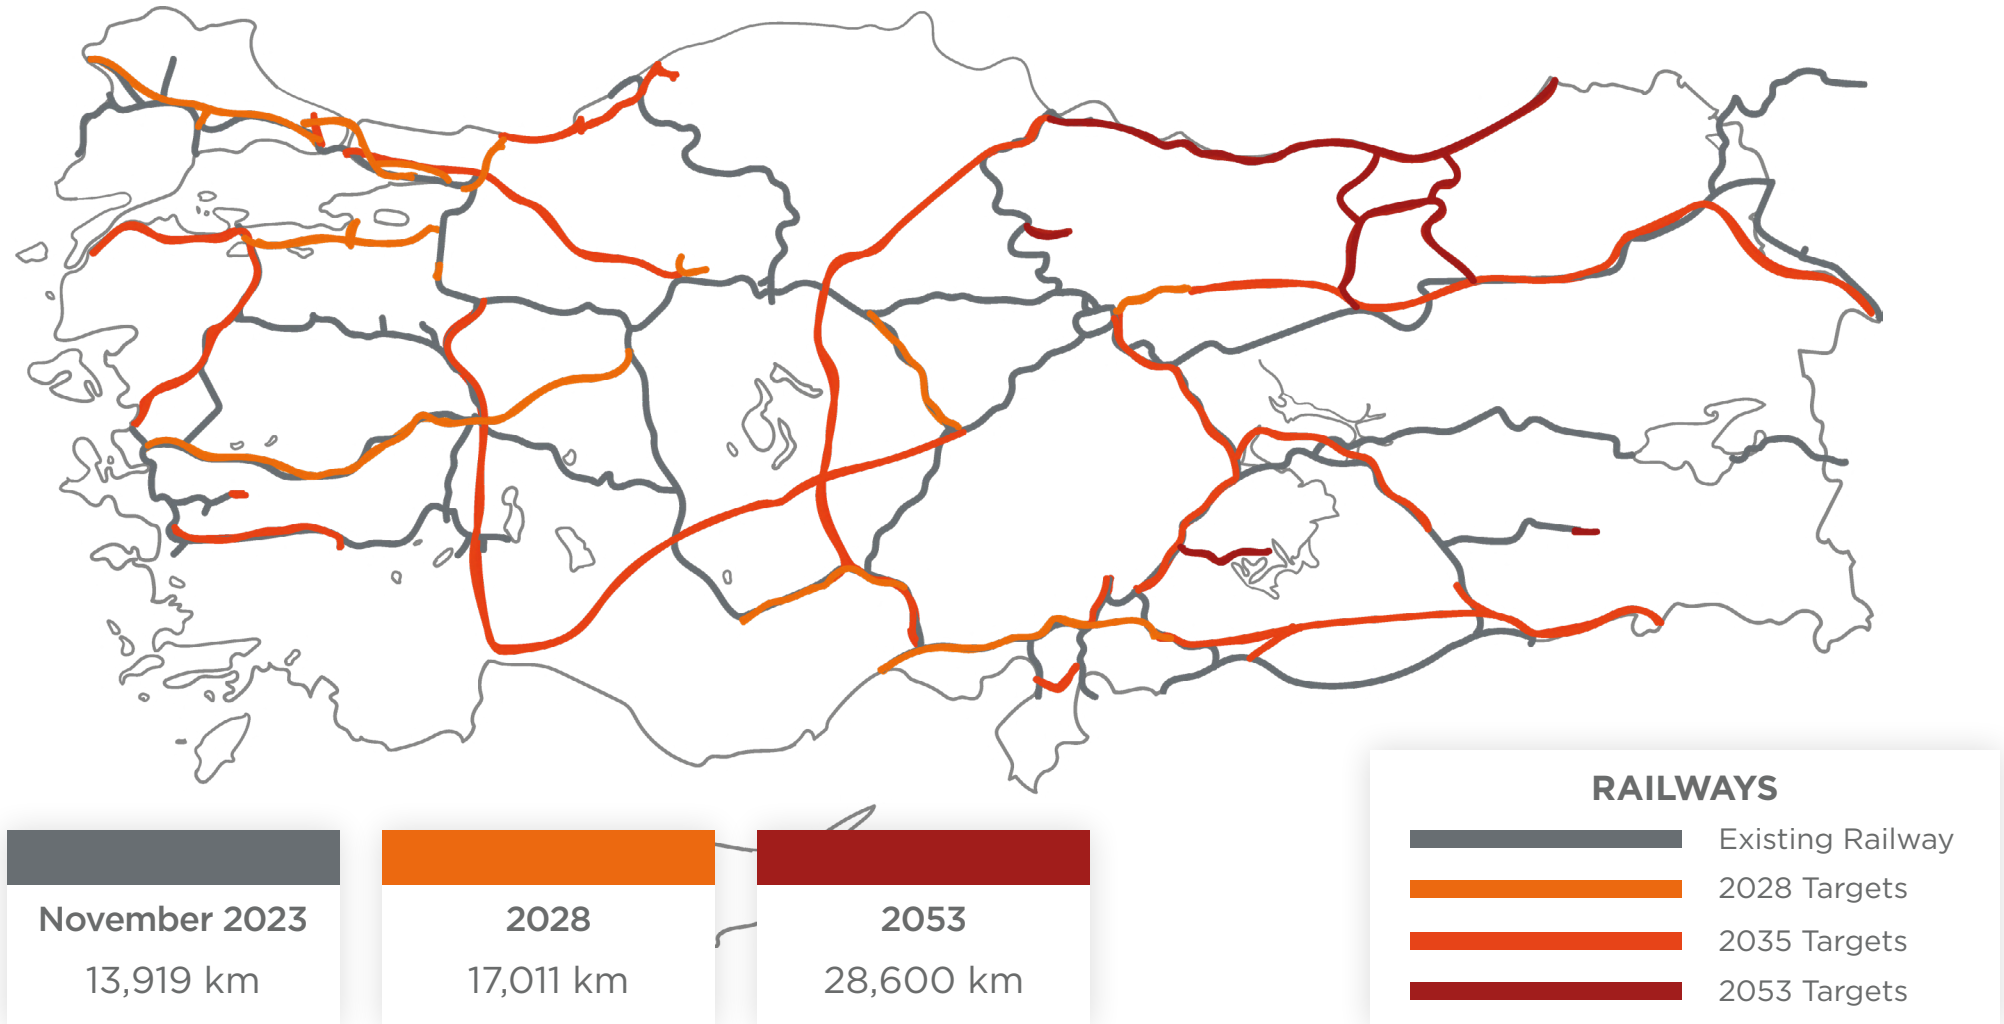 RAILWAYS
Existing Railway
2028 Targets
2035 Targets
2053 Targets
November 2023
13,919 km
2028
17,011 km
2053
28,600 km